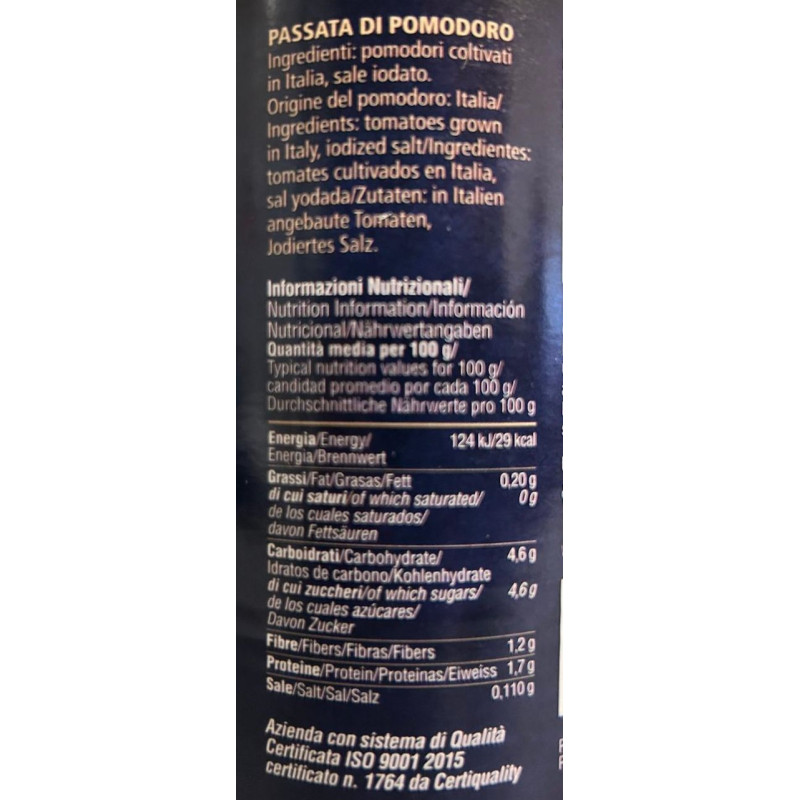 PASSATA DI POMODORO
Ingredienti: pomodori coltivati
in Italia, sale iodato.
Origine del pomodoro: Italia/
Ingredients: tomatoes grown
in Italy, iodized salt/Ingredientes:
tomates cultivados en Italia,
sal yodada/Zutaten: in Italien
angebaute Tomaten,
Jodiertes Salz.
Informazioni Nutrizionali/
Nutrition Information/Información
Nutricional/Nährwertangaben
Quantità media per 100 g/
Typical nutrition values for 100 g/
candidad promedio por cada 100 g/
Durchschnittliche Nährwerte pro 100 g
Energia/Energy/ 124 kJ/29 kcal
Energia/Brennwert
Grassi/Fat/Grasas/Fett 0,20 g
di cui saturi/of which saturated/ 0 g
de los cuales saturados/
davon Fettsäuren
Carboidrati/Carbohydrate/ 4,6 g
Idratos de carbono/Kohlenhydrate
di cui zuccheri/of which sugars/ 4,6 g
de los cuales azúcares/
Davon Zucker
Fibre/Fibers/Fibras/Fibers 1,2 g
Proteine/Protein/Proteinas/Eiweiss 1,7 g
Sale/Salt/Sal/Salz 0,110 g
Azienda con sistema di Qualità
Certificata ISO 9001 2015
certificato n. 1764 da Certiquality